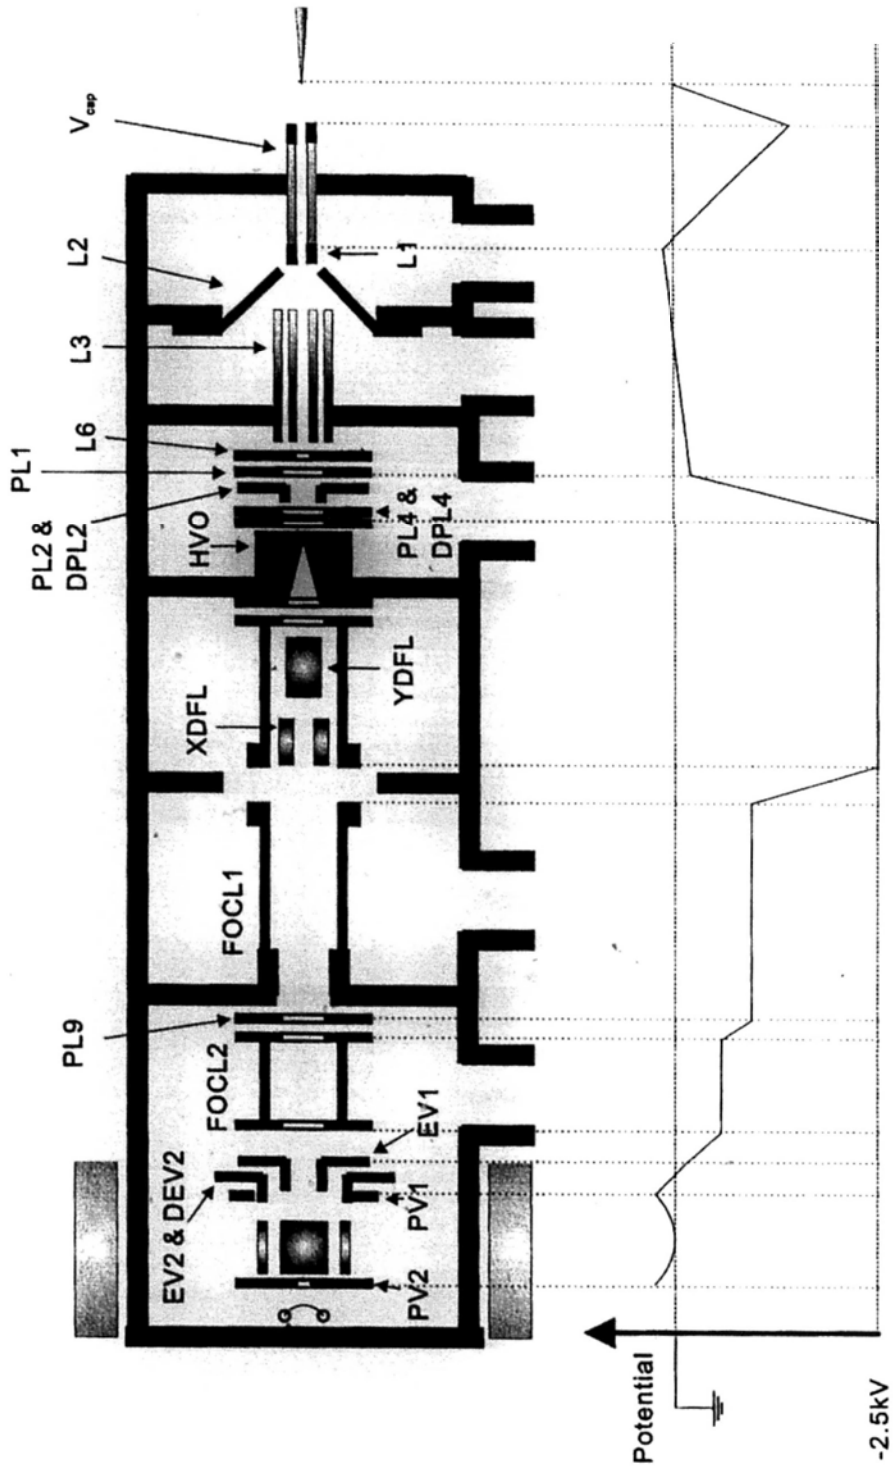 V cap
L2
L1
L3
L6
PL1
PL2 &
DPL2
HVO
PL4 &
DPL4
YDFL
XDFL
FOCL1
PL9
FOCL2
EV1
EV2 & DEV2
PV1
PV2
Potential
-2.5kV